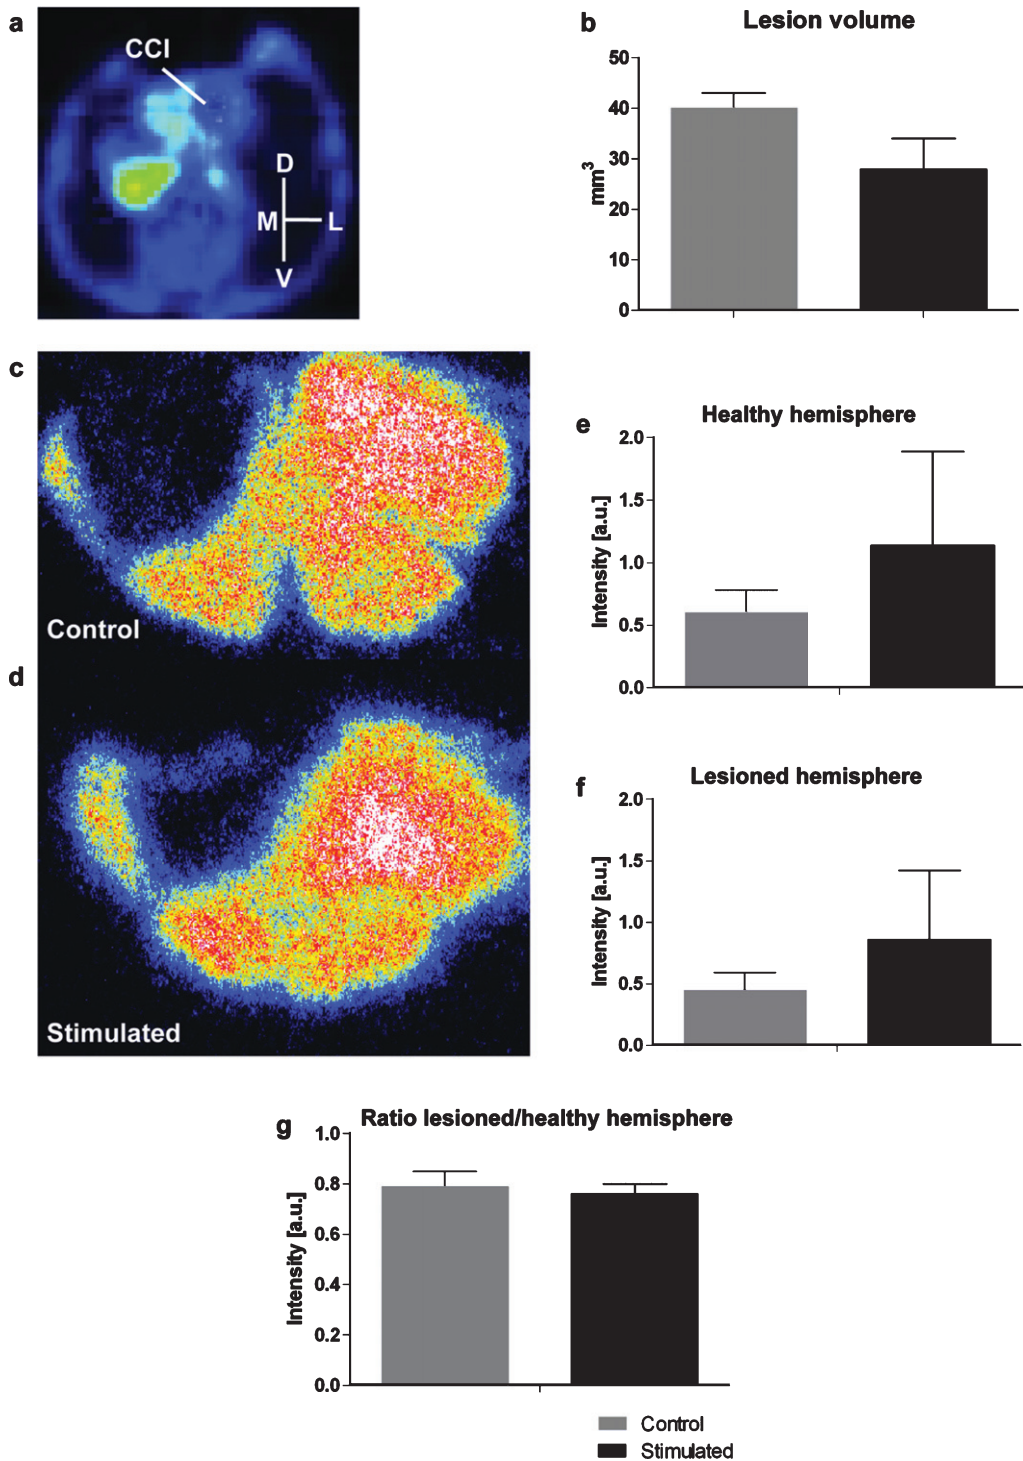 a
CCI
D
M
L
V
b
Lesion volume
50
40
30
20
10
0
mm3
c
Control
d
Stimulated
e
Healthy hemisphere
2.0
1.5
1.0
0.5
0.0
Intensity [a.u.]
f
Lesioned hemisphere
2.0
1.5
1.0
0.5
0.0
Intensity [a.u.]
g
Ratio lesioned/healthy hemisphere
1.0
0.8
0.6
0.4
0.2
0.0
Intensity [a.u.]
Control
Stimulated